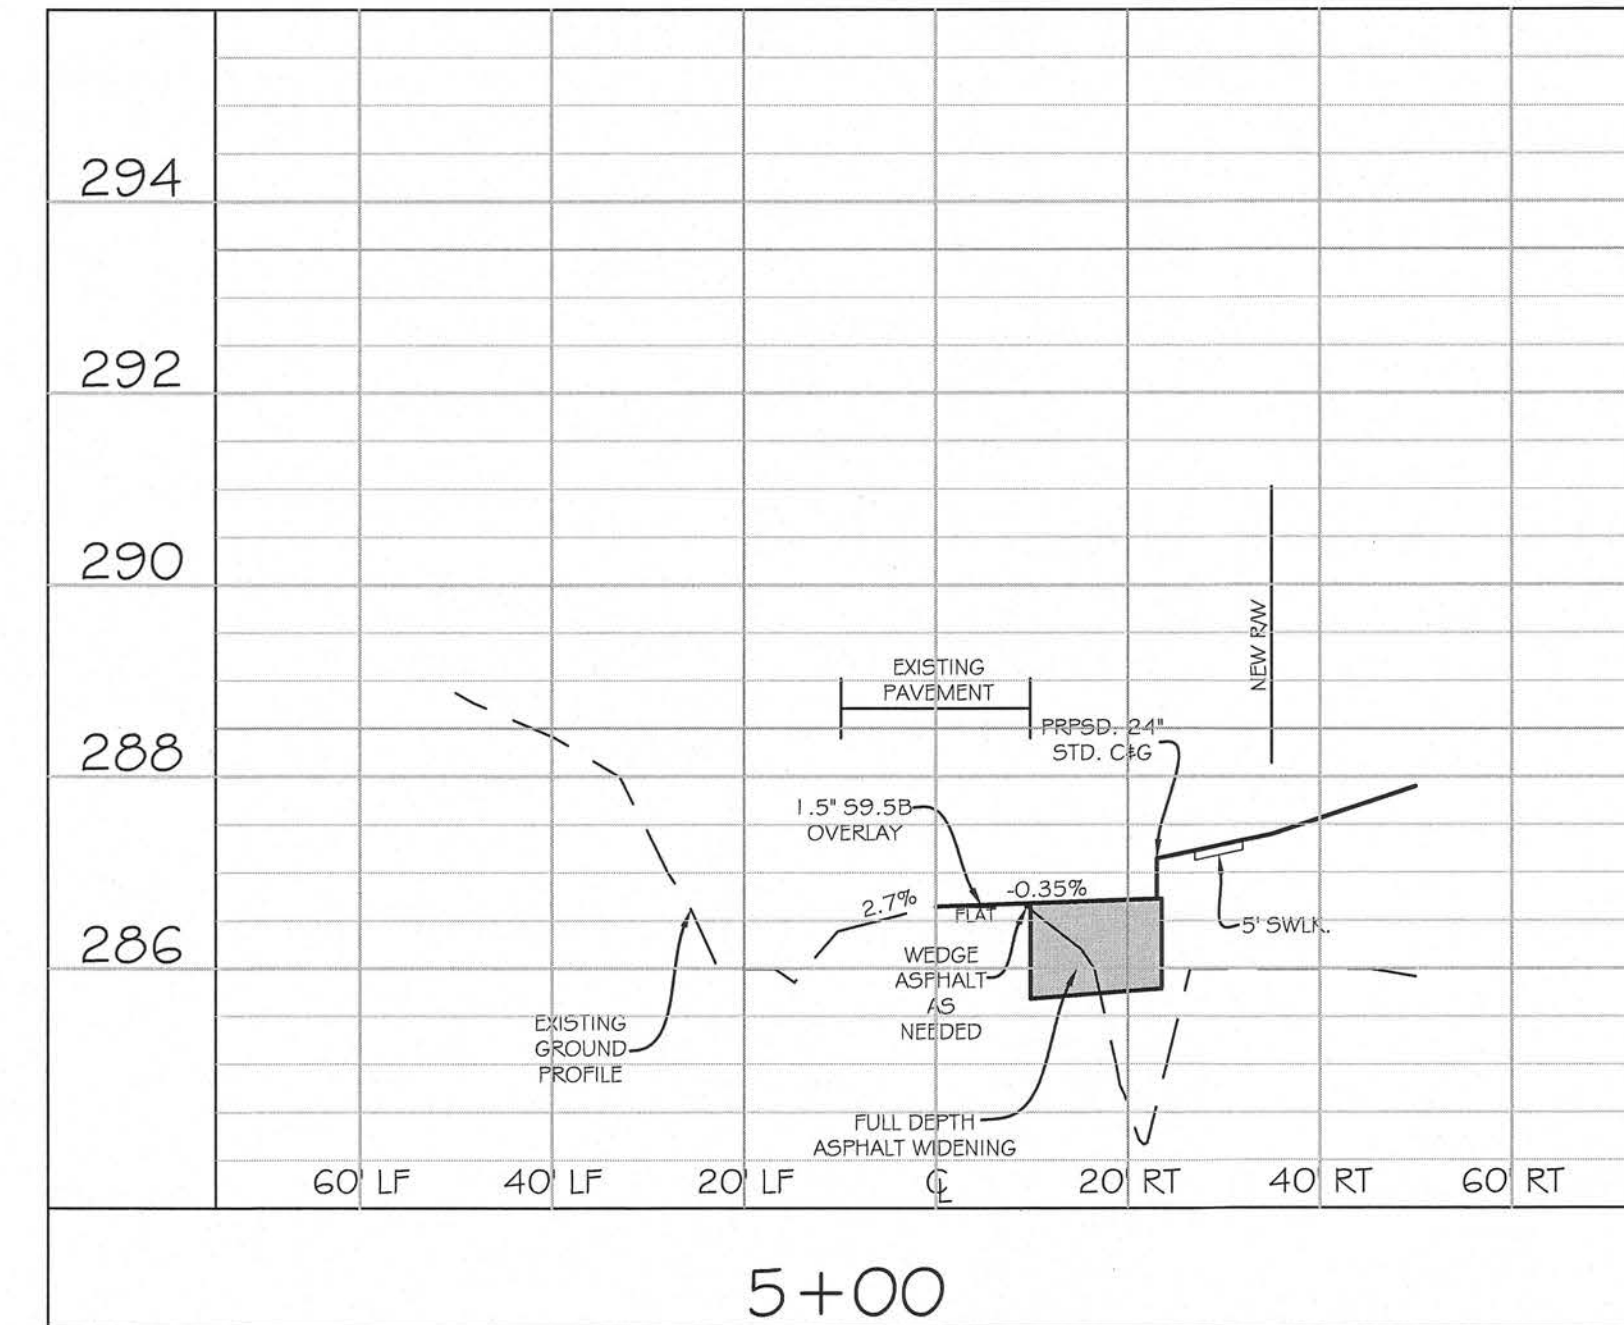 294
292
290
288
286
NEW R/W
EXISTING
PAVEMENT
PRPSD. 24"
STD. C&G
1.5" S9.5B
OVERLAY
2.7%
-0.35%
FLAT
5' SWLK.
WEDGE
ASPHALT
AS
NEEDED
EXISTING
GROUND
PROFILE
FULL DEPTH
ASPHALT WIDENING
60' LF 40' LF 20' LF ℄ 20' RT 40' RT 60' RT
5+00